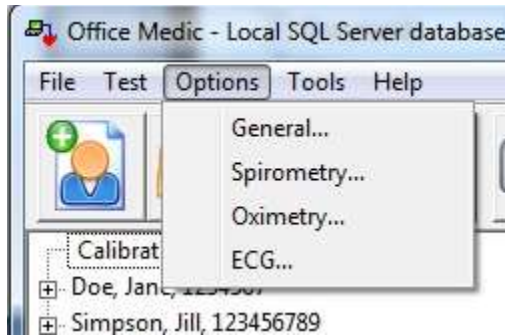 Office Medic - Local SQL Server database
File Test Options Tools Help
General...
Spirometry...
Oximetry...
ECG...
Calibrat
Doe, Jane, 1234567
Simpson, Jill, 123456789